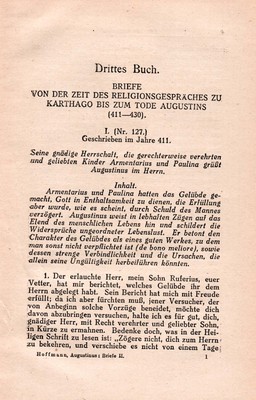 Drittes Buch.
BRIEFE
VON DER ZEIT DES RELIGIONSGESPRÄCHES ZU
KARTHAGO BIS ZUM TODE AUGUSTINS
(411—430).
I. (Nr. 127.)
Geschrieben im Jahre 411.
Seine gnädige Herrschaft, die gerechterweise verehrten
und geliebten Kinder Armentarius und Paulina grüßt
Augustinus im Herrn.
Inhalt.
Armentarius und Paulina hatten das Gelübde ge-
macht, Gott in Enthaltsamkeit zu dienen, die Erfüllung
aber wurde, wie es scheint, durch Schuld des Mannes
verzögert. Augustinus weist in lebhaften Zügen auf das
Elend des menschlichen Lebens hin und schildert die
Widersprüche ungeordneter Lebenslust. Er betont den
Charakter des Gelübdes als eines guten Werkes, zu dem
man sonst nicht verpflichtet ist (de bono meliore), sowie
dessen strenge Verbindlichkeit und die Ursachen, die
allein seine Ungültigkeit herbeiführen könnten.
1. Der erlauchte Herr, mein Sohn Ruferius, euer
Vetter, hat mir berichtet, welches Gelübde ihr dem
Herrn abgelegt habt. Sein Bericht hat mich mit Freude
erfüllt; da ich aber fürchten muß, jener Versucher, der
von Anbeginn solche Vorzüge beneidet, möchte dich
davon abzubringen versuchen, halte ich es für gut, dich,
gnädiger Herr, mit Recht verehrter und geliebter Sohn,
in Kürze zu ermahnen. Bedenke doch, was in der Hei-
ligen Schrift zu lesen ist: „Zögere nicht, dich zum Herrn
zu bekehren, und verschiebe es nicht von einem Tage
Hoffmann, Augustinus: Briefe II. 1